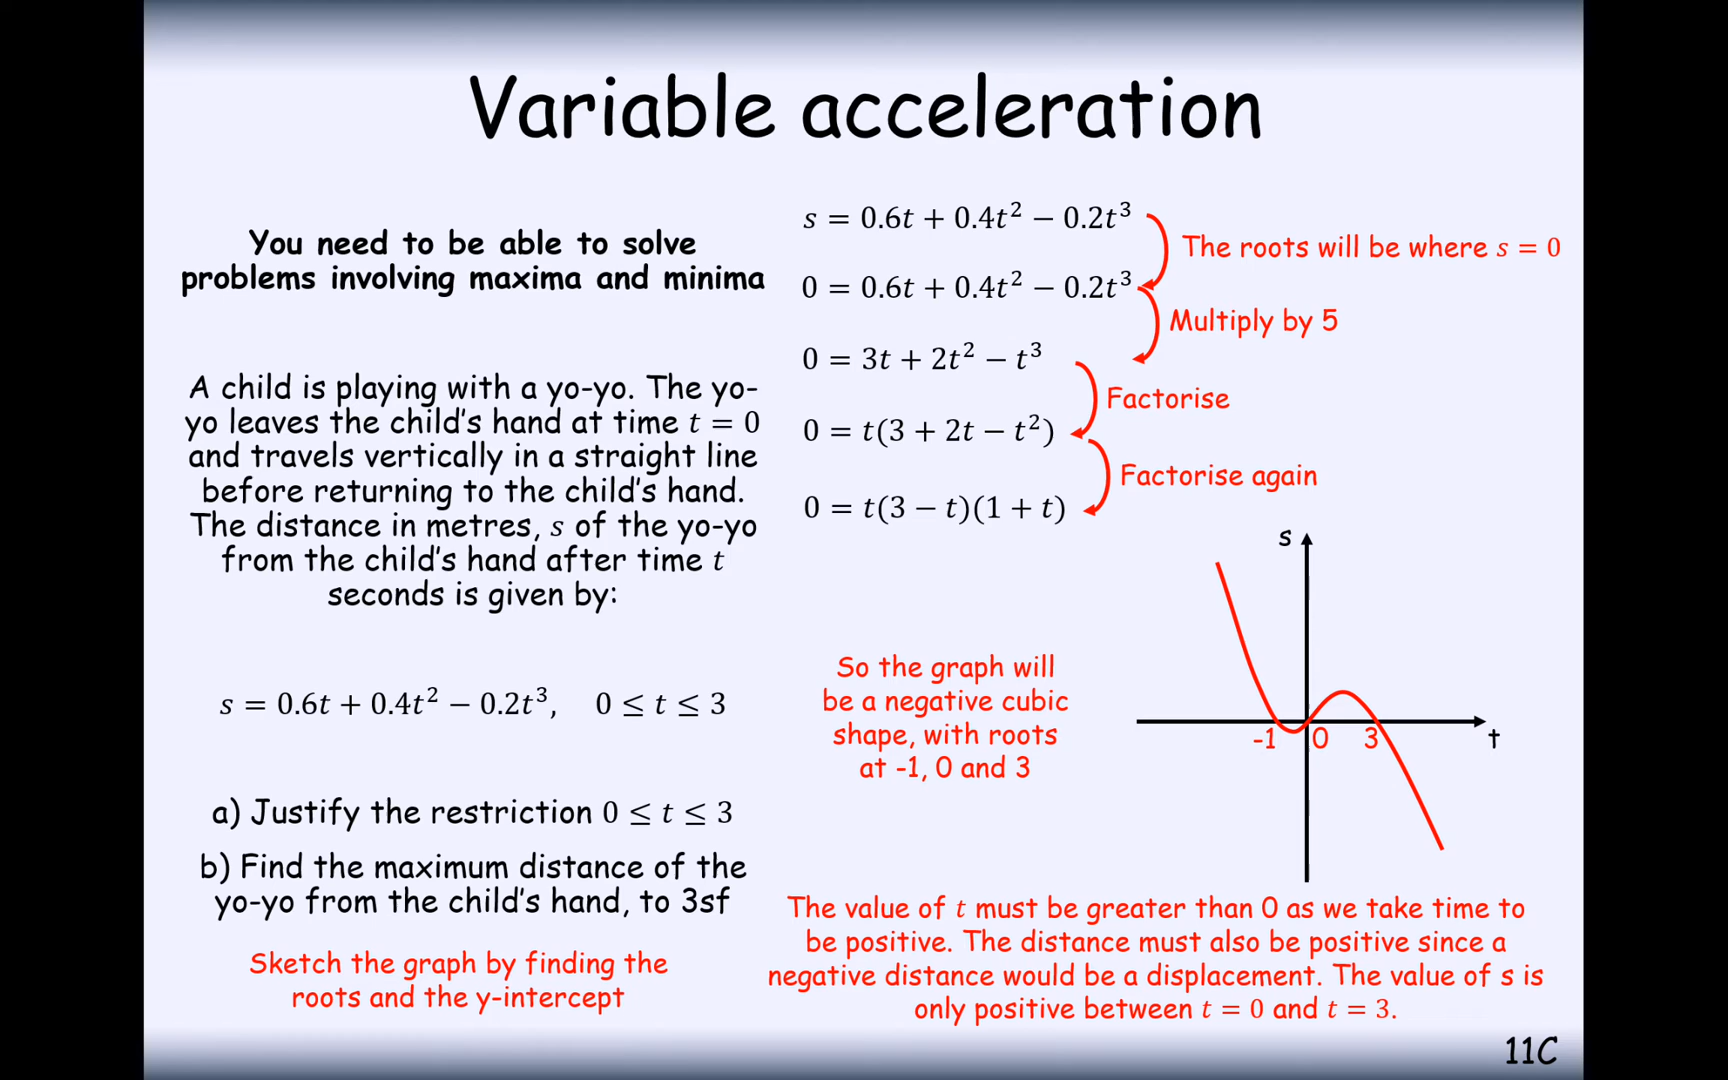 Variable acceleration
You need to be able to solve
problems involving maxima and minima
A child is playing with a yo-yo. The yo-
yo leaves the child's hand at time t = 0
and travels vertically in a straight line
before returning to the child's hand.
The distance in metres, s of the yo-yo
from the child's hand after time t
seconds is given by:
s = 0.6t + 0.4t² − 0.2t³, 0 ≤ t ≤ 3
a) Justify the restriction 0 ≤ t ≤ 3
b) Find the maximum distance of the
yo-yo from the child's hand, to 3sf
Sketch the graph by finding the
roots and the y-intercept
s = 0.6t + 0.4t² − 0.2t³
The roots will be where s = 0
0 = 0.6t + 0.4t² − 0.2t³
Multiply by 5
0 = 3t + 2t² − t³
Factorise
0 = t(3 + 2t − t²)
Factorise again
0 = t(3 − t)(1 + t)
So the graph will
be a negative cubic
shape, with roots
at -1, 0 and 3
s
-1 0 3 t
The value of t must be greater than 0 as we take time to
be positive. The distance must also be positive since a
negative distance would be a displacement. The value of s is
only positive between t = 0 and t = 3.
11C